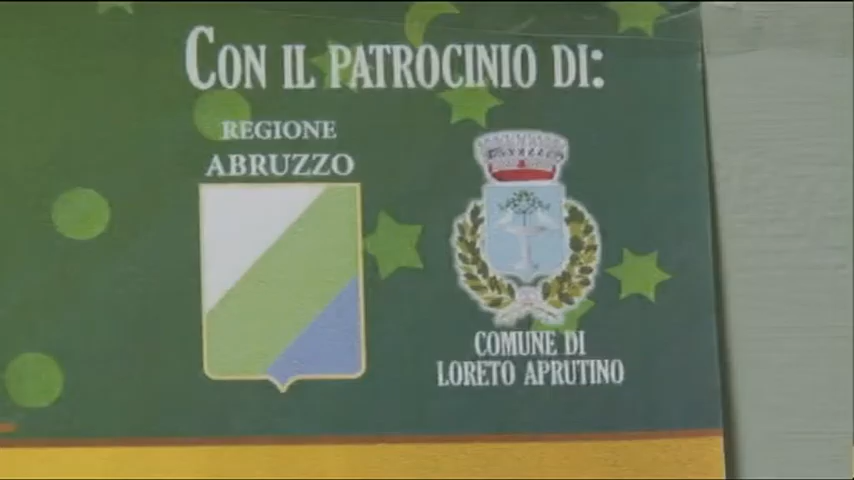 CON IL PATROCINIO DI:
REGIONE
ABRUZZO
COMUNE DI
LORETO APRUTINO